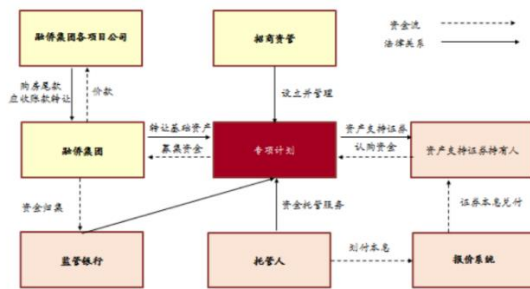 融侨集团各项目公司
招商资管
资金流
法律关系
购房尾款
应收账款转让
价款
设立并管理
融侨集团
转让基础资产
募集资金
专项计划
资产支持证券
认购资金
资产支持证券持有人
资金归集
资金托管服务
证券本息兑付
监管银行
托管人
划付本息
报价系统